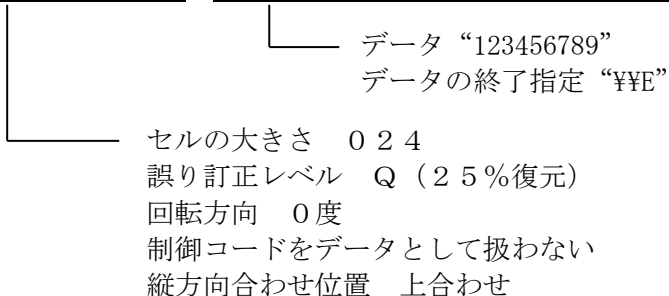 データ“123456789”
データの終了指定“¥¥E”
セルの大きさ　０２４
誤り訂正レベル　Ｑ（２５％復元）
回転方向　０度
制御コードをデータとして扱わない
縦方向合わせ位置　上合わせ